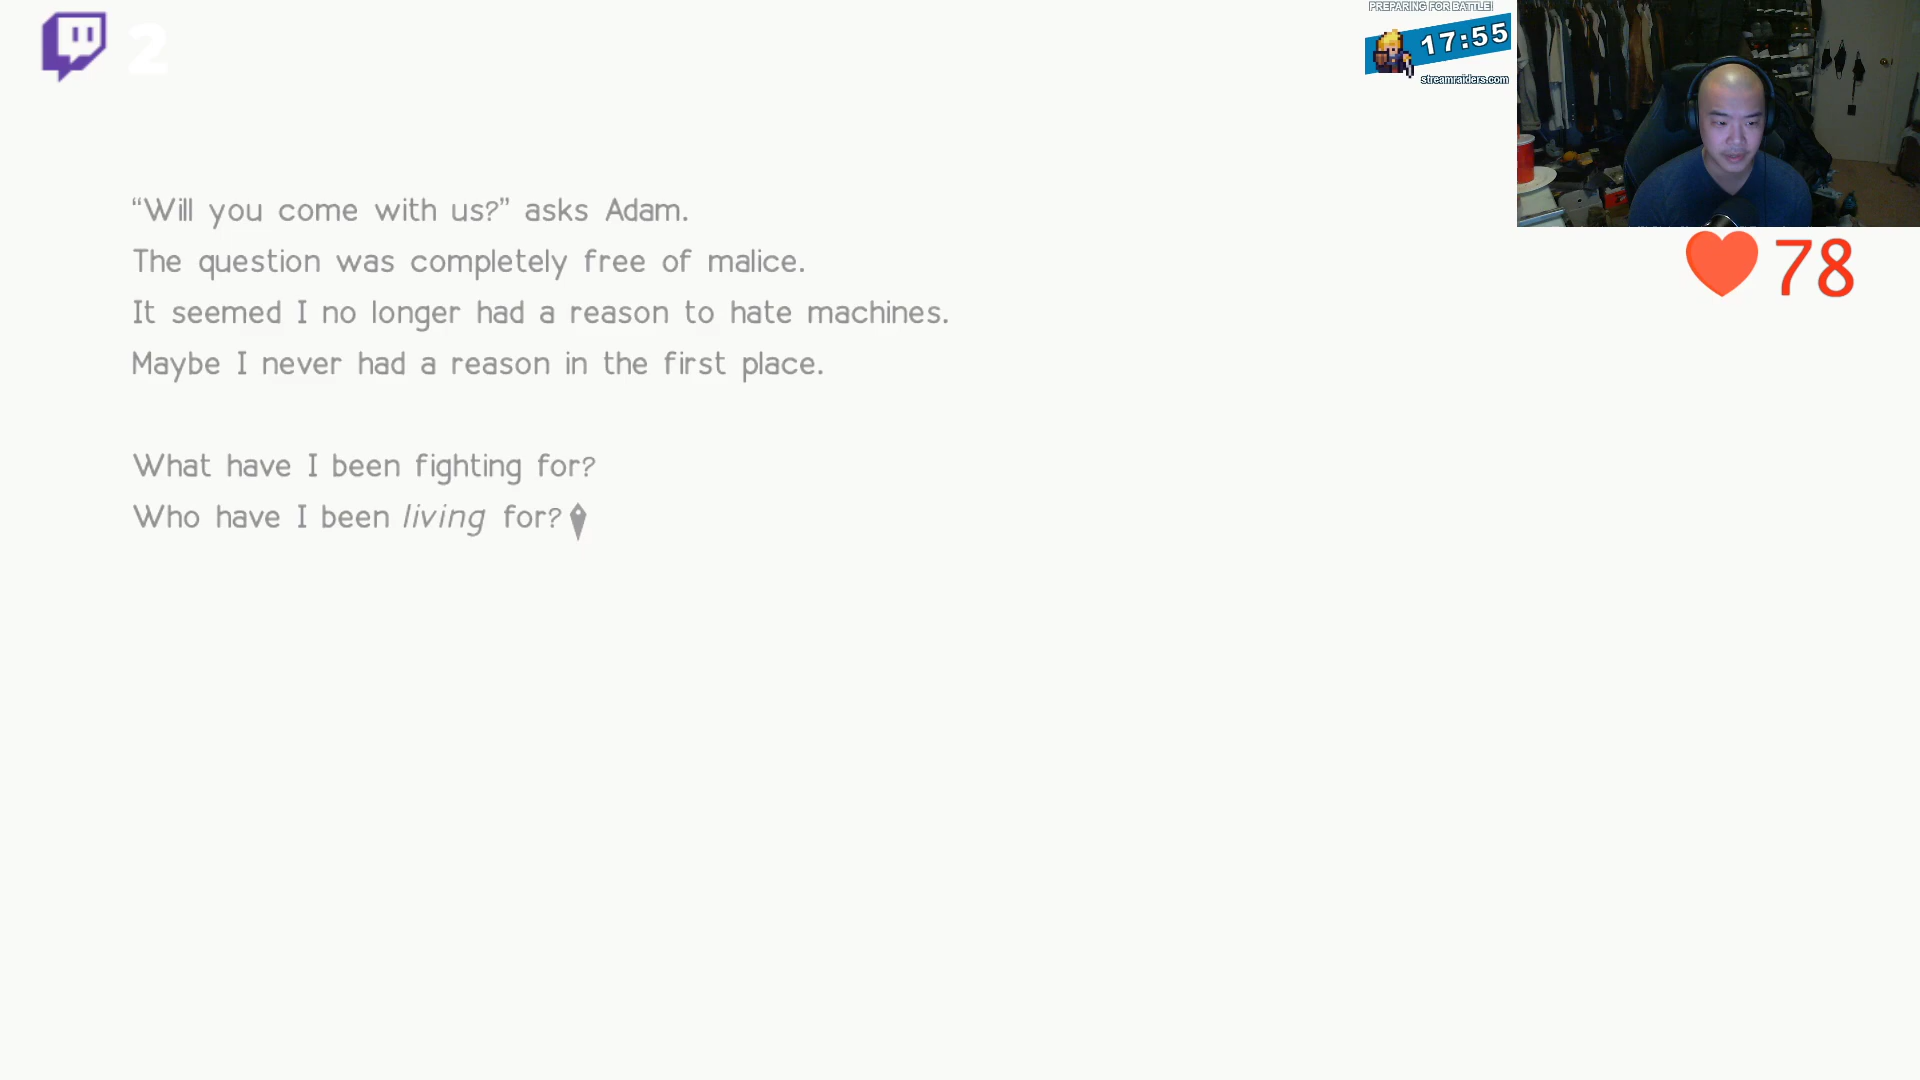 2
PREPARING FOR BATTLE!
17:55
streamraiders.com
78
“Will you come with us?” asks Adam.
The question was completely free of malice.
It seemed I no longer had a reason to hate machines.
Maybe I never had a reason in the first place.
What have I been fighting for?
Who have I been living for?